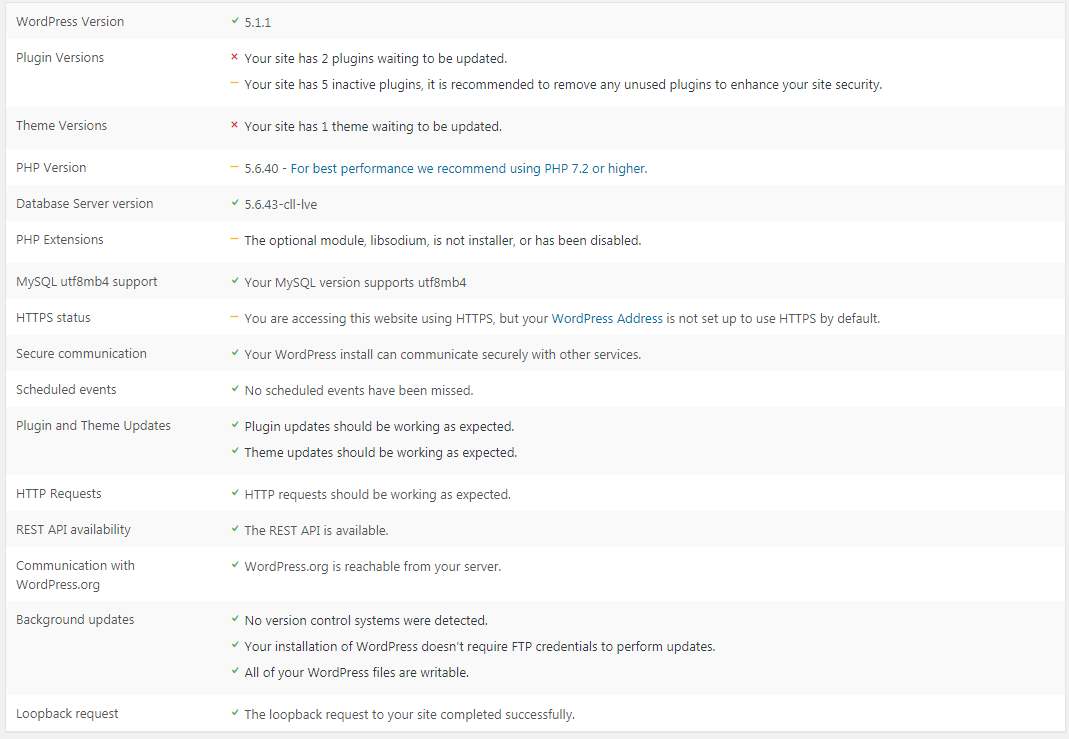 WordPress Version 5.1.1
Plugin Versions Your site has 2 plugins waiting to be updated.
Your site has 5 inactive plugins, it is recommended to remove any unused plugins to enhance your site security.
Theme Versions Your site has 1 theme waiting to be updated.
PHP Version 5.6.40 - For best performance we recommend using PHP 7.2 or higher.
Database Server version 5.6.43-cll-lve
PHP Extensions The optional module, libsodium, is not installer, or has been disabled.
MySQL utf8mb4 support Your MySQL version supports utf8mb4
HTTPS status You are accessing this website using HTTPS, but your WordPress Address is not set up to use HTTPS by default.
Secure communication Your WordPress install can communicate securely with other services.
Scheduled events No scheduled events have been missed.
Plugin and Theme Updates Plugin updates should be working as expected.
Theme updates should be working as expected.
HTTP Requests HTTP requests should be working as expected.
REST API availability The REST API is available.
Communication with WordPress.org is reachable from your server.
WordPress.org
Background updates No version control systems were detected.
Your installation of WordPress doesn't require FTP credentials to perform updates.
All of your WordPress files are writable.
Loopback request The loopback request to your site completed successfully.